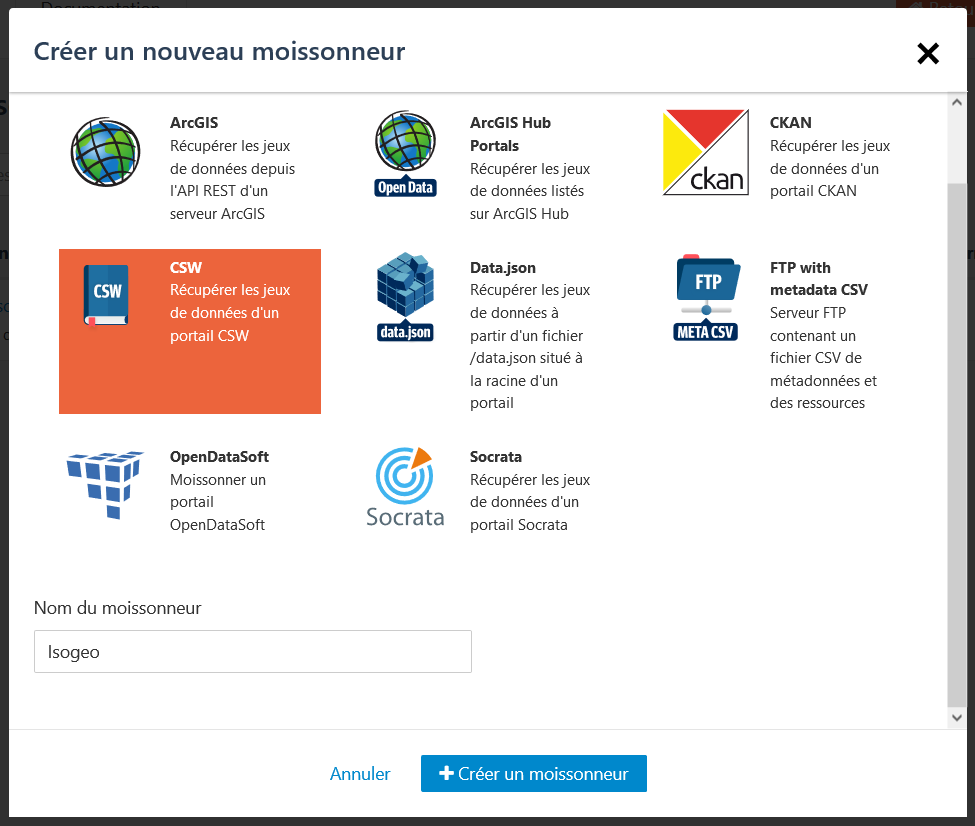 Documentation
Créer un nouveau moissonneur
ArcGIS
Récupérer les jeux
de données depuis
l'API REST d'un
serveur ArcGIS
Open Data
ArcGIS Hub
Portals
Récupérer les jeux
de données listés
sur ArcGIS Hub
ckan
CKAN
Récupérer les jeux
de données d'un
portail CKAN
CSW
CSW
Récupérer les jeux
de données d'un
portail CSW
data.json
Data.json
Récupérer les jeux
de données à
partir d'un fichier
/data.json situé à
la racine d'un
portail
FTP
META CSV
FTP with
metadata CSV
Serveur FTP
contenant un
fichier CSV de
métadonnées et
des ressources
OpenDataSoft
Moissonner un
portail
OpenDataSoft
Socrata
Socrata
Récupérer les jeux
de données d'un
portail Socrata
Nom du moissonneur
Isogeo
Annuler
Créer un moissonneur